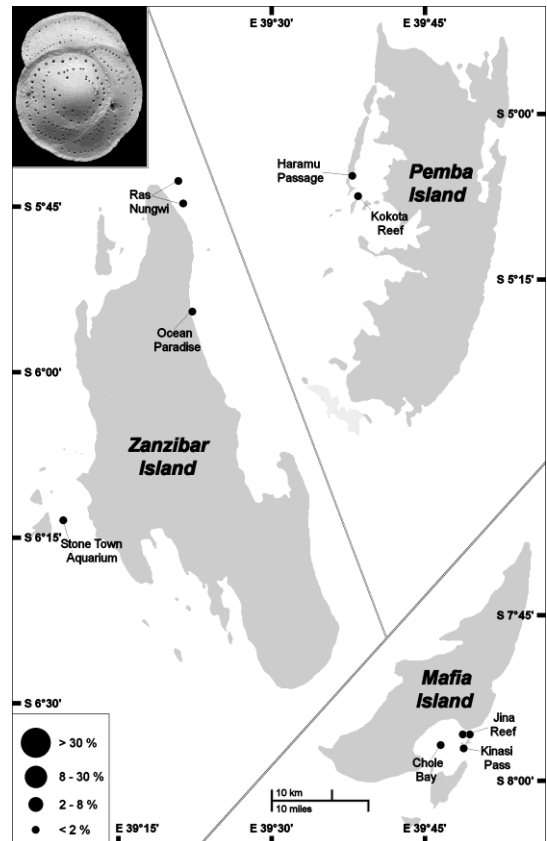 E 39°30'
E 39°45'
S 5°00'
Haramu
Passage
Pemba
Island
Kokota
Reef
Ras
Nungwi
S 5°45'
S 5°15'
Ocean
Paradise
S 6°00'
Zanzibar
Island
Stone Town
Aquarium
S 6°15'
S 7°45'
Mafia
Island
S 6°30'
Jina
Reef
Chole
Bay
Kinasi
Pass
S 8°00'
> 30 %
8 - 30 %
2 - 8 %
< 2 %
10 km
10 miles
E 39°15'
E 39°30'
E 39°45'